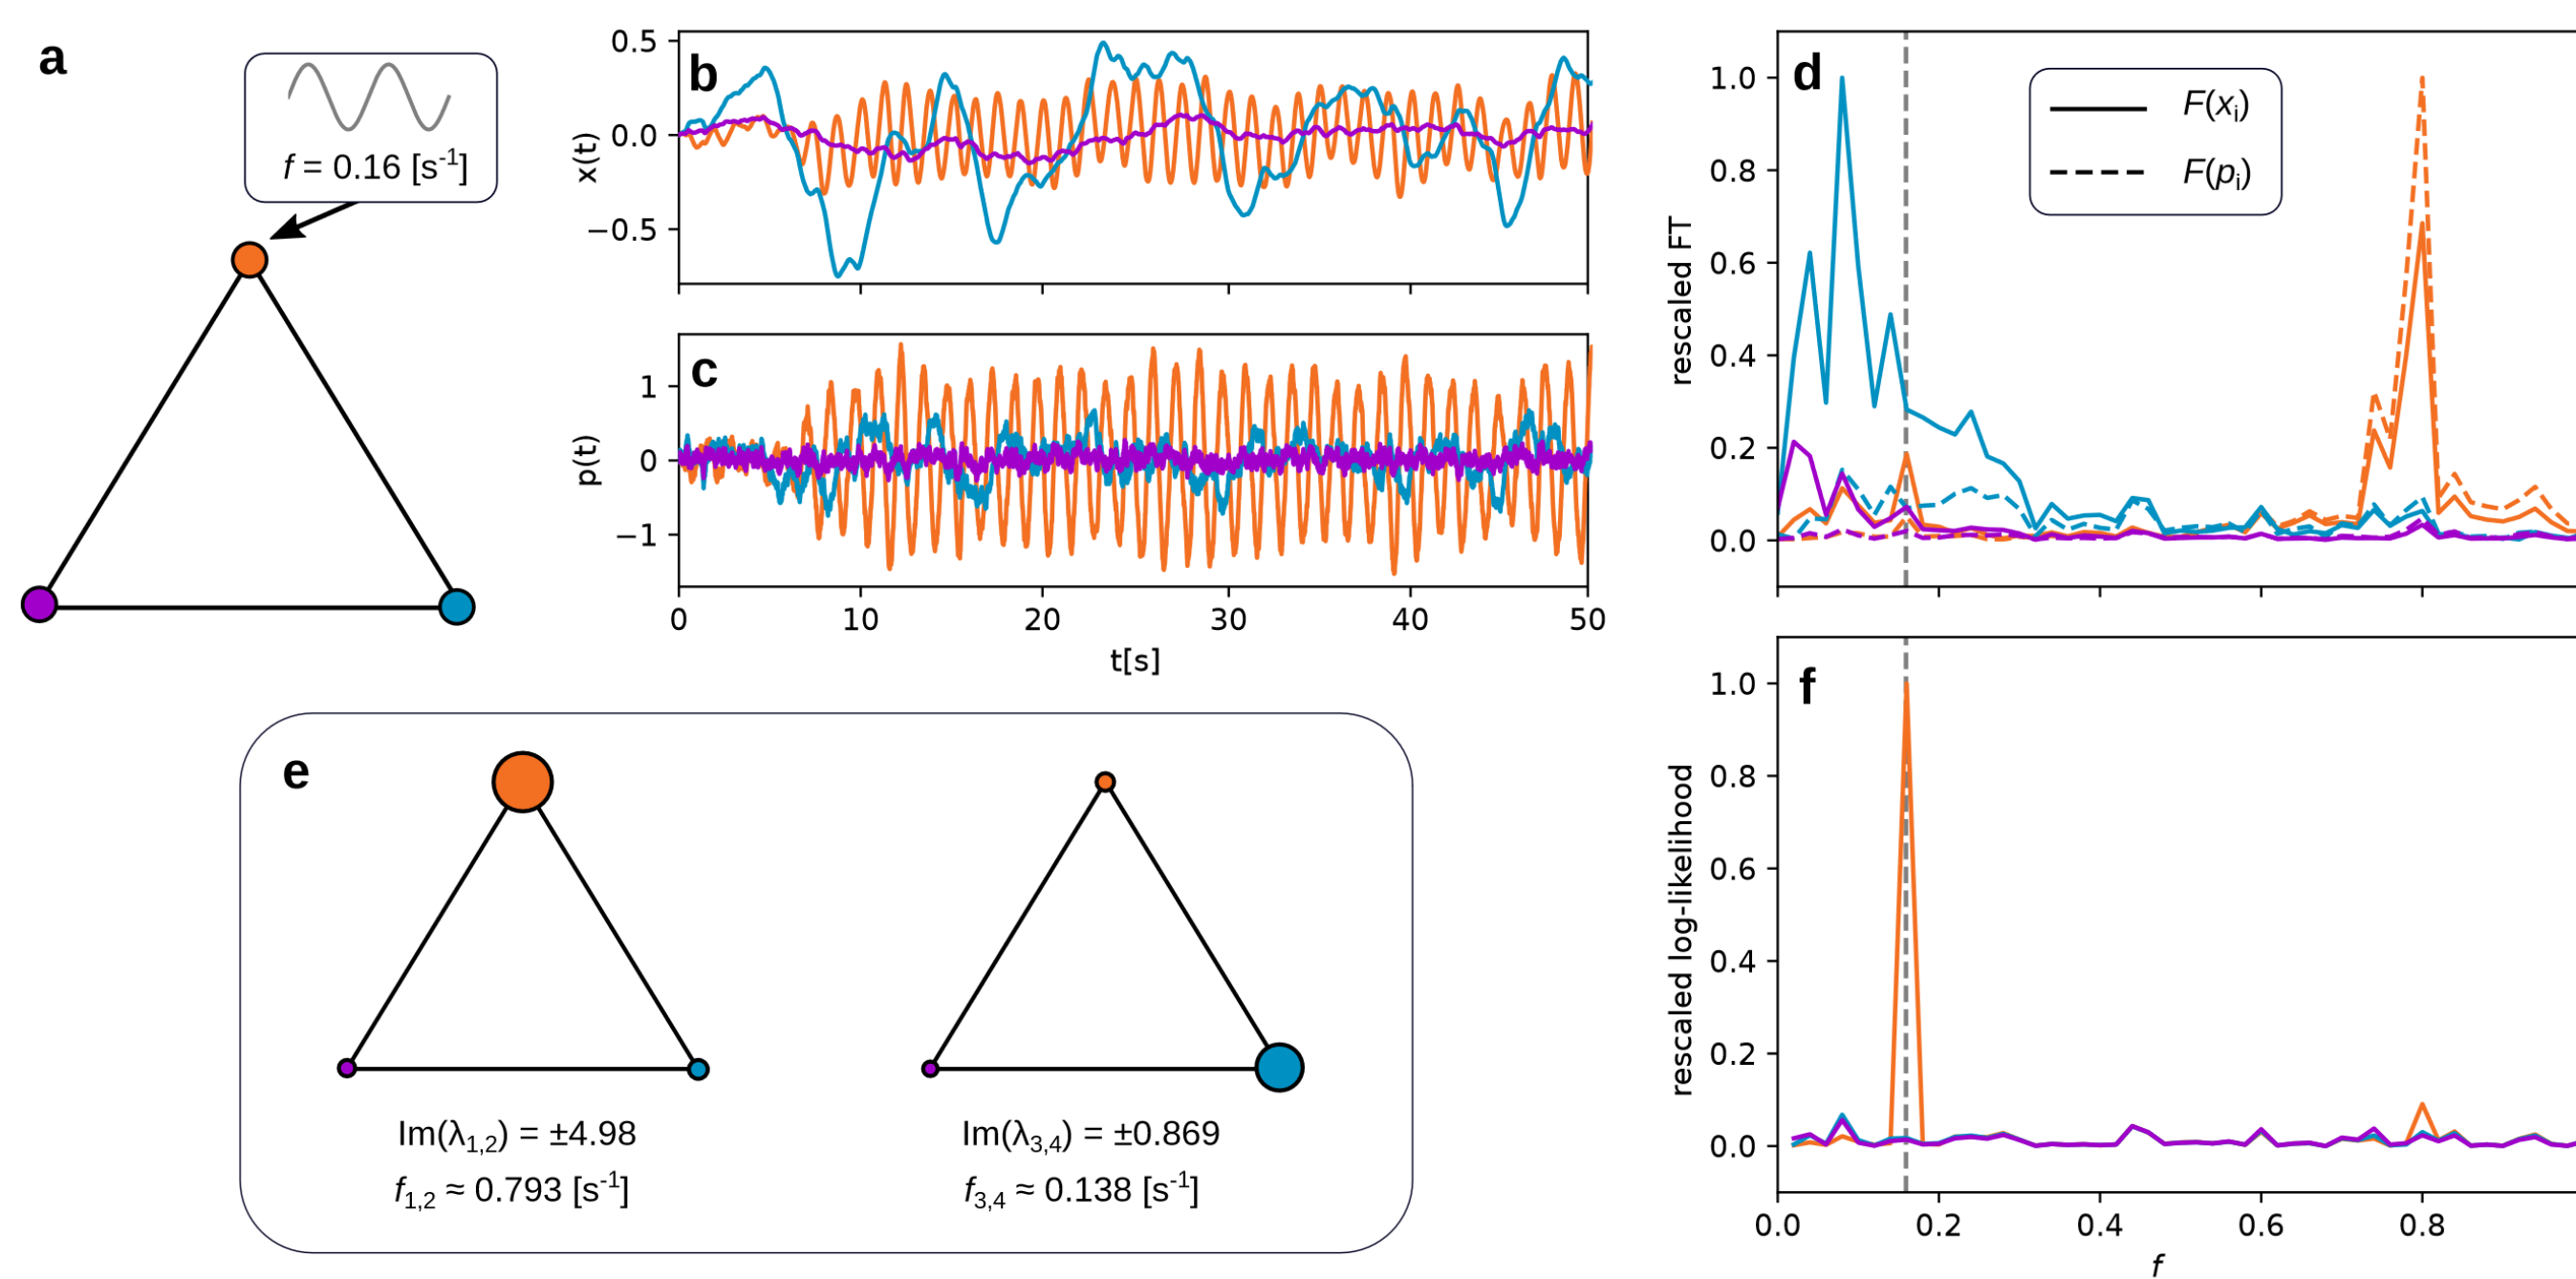 a
f = 0.16 [s⁻¹]
b
x(t)
0.5
0.0
−0.5
c
p(t)
1
0
−1
0 10 20 30 40 50
t[s]
d
rescaled FT
1.0
0.8
0.6
0.4
0.2
0.0
F(xᵢ)
F(pᵢ)
e
Im(λ₁,₂) = ±4.98
f₁,₂ ≈ 0.793 [s⁻¹]
Im(λ₃,₄) = ±0.869
f₃,₄ ≈ 0.138 [s⁻¹]
f
rescaled log-likelihood
1.0
0.8
0.6
0.4
0.2
0.0
0.0 0.2 0.4 0.6 0.8
f